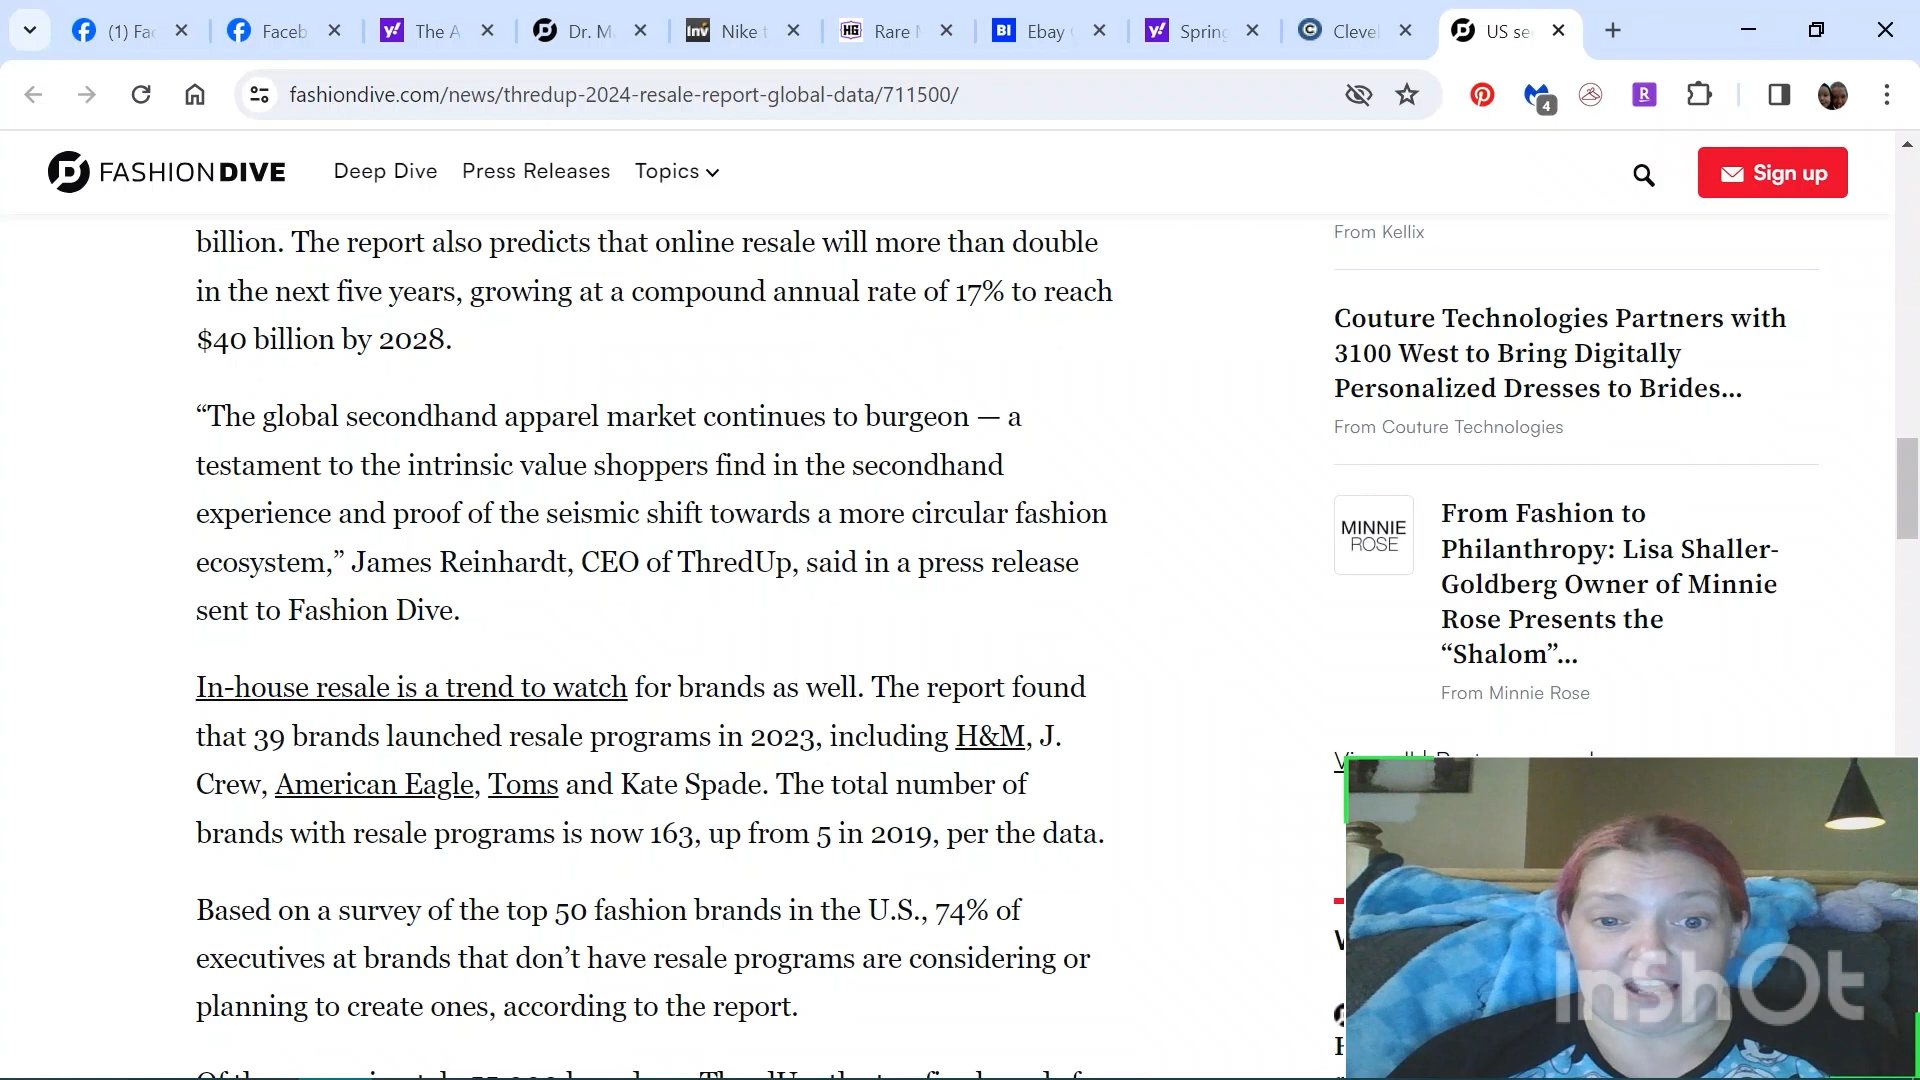 (1) Fac
Faceb
The A
Dr. M
Nike t
Rare
Ebay
Spring
Clevel
US se
fashiondive.com/news/thredup-2024-resale-report-global-data/711500/
4
FASHIONDIVE
Deep Dive
Press Releases
Topics
Sign up
billion. The report also predicts that online resale will more than double
in the next five years, growing at a compound annual rate of 17% to reach
$40 billion by 2028.
“The global secondhand apparel market continues to burgeon — a
testament to the intrinsic value shoppers find in the secondhand
experience and proof of the seismic shift towards a more circular fashion
ecosystem,” James Reinhardt, CEO of ThredUp, said in a press release
sent to Fashion Dive.
In-house resale is a trend to watch for brands as well. The report found
that 39 brands launched resale programs in 2023, including H&M, J.
Crew, American Eagle, Toms and Kate Spade. The total number of
brands with resale programs is now 163, up from 5 in 2019, per the data.
Based on a survey of the top 50 fashion brands in the U.S., 74% of
executives at brands that don’t have resale programs are considering or
planning to create ones, according to the report.
From Kellix
Couture Technologies Partners with
3100 West to Bring Digitally
Personalized Dresses to Brides...
From Couture Technologies
MINNIE
ROSE
From Fashion to
Philanthropy: Lisa Shaller-
Goldberg Owner of Minnie
Rose Presents the
“Shalom”...
From Minnie Rose
InShOt